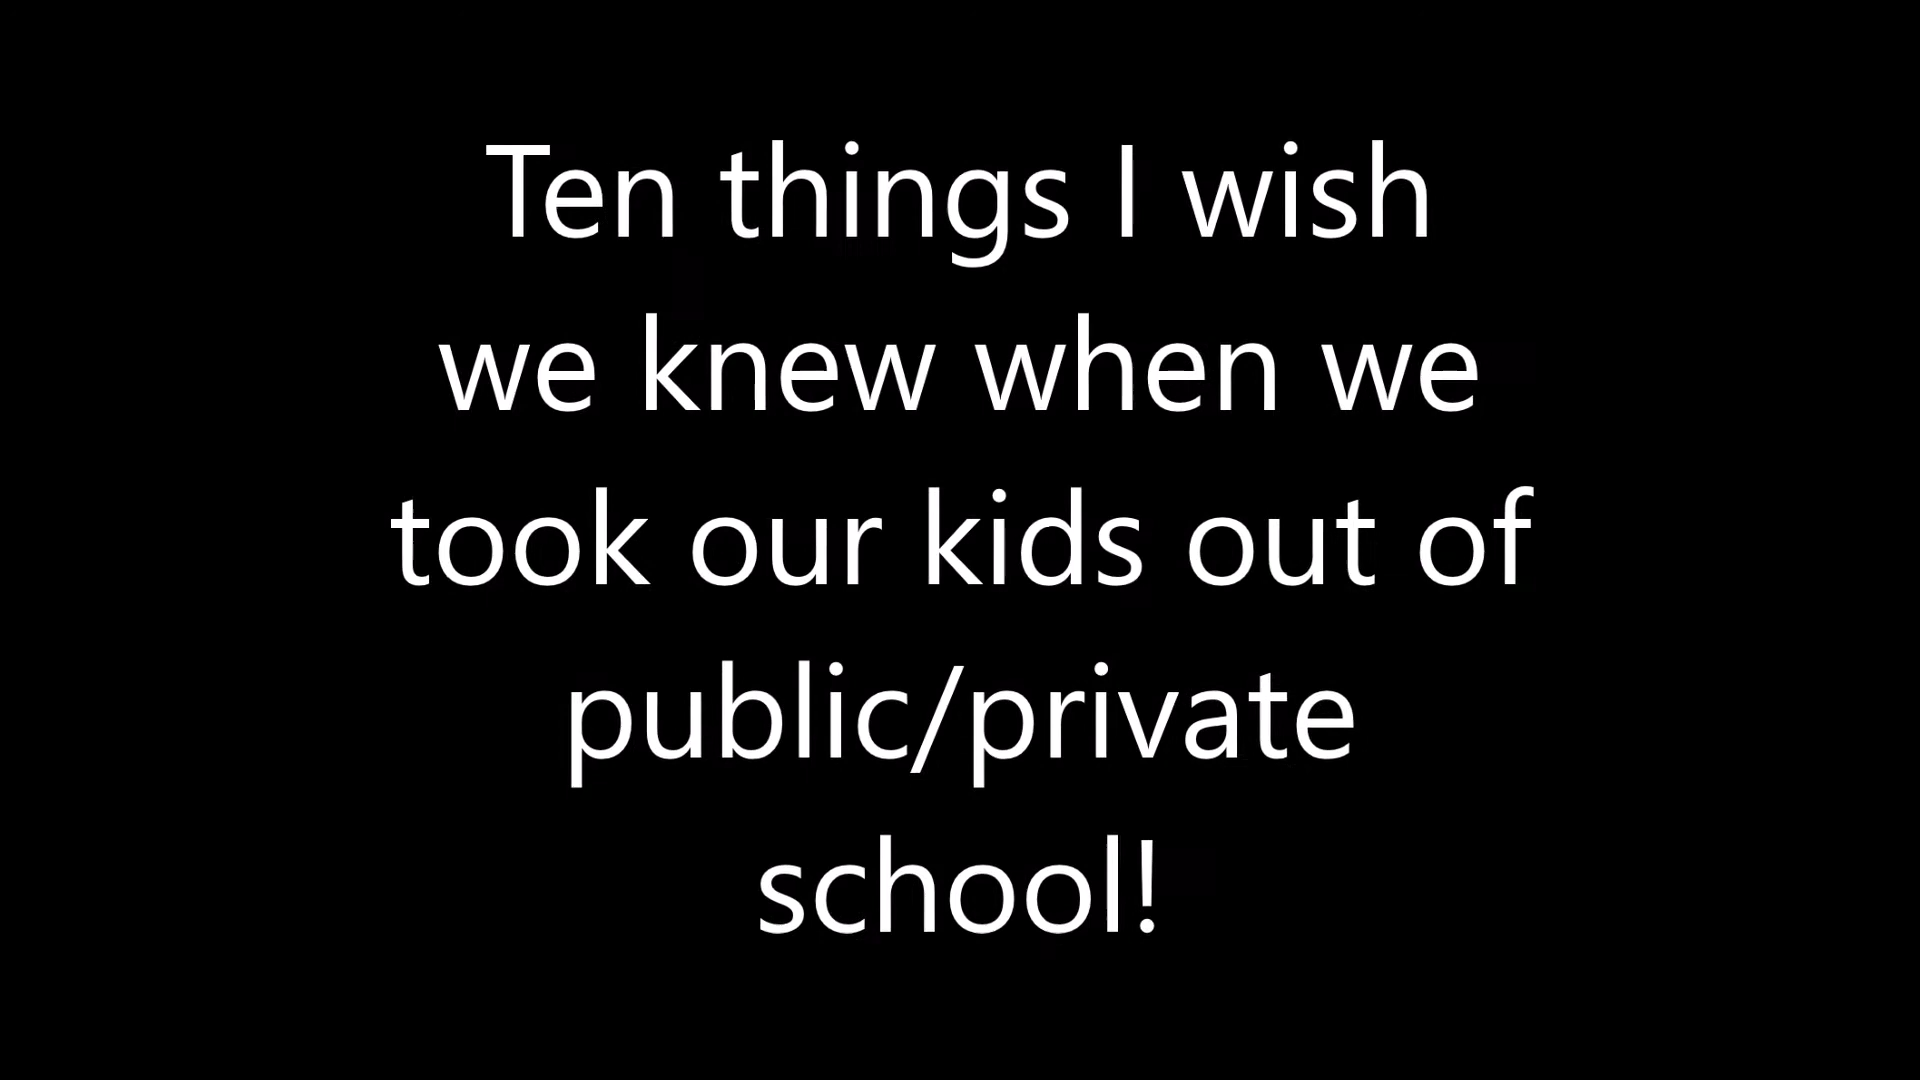 Ten things I wish
we knew when we
took our kids out of
public/private
school!